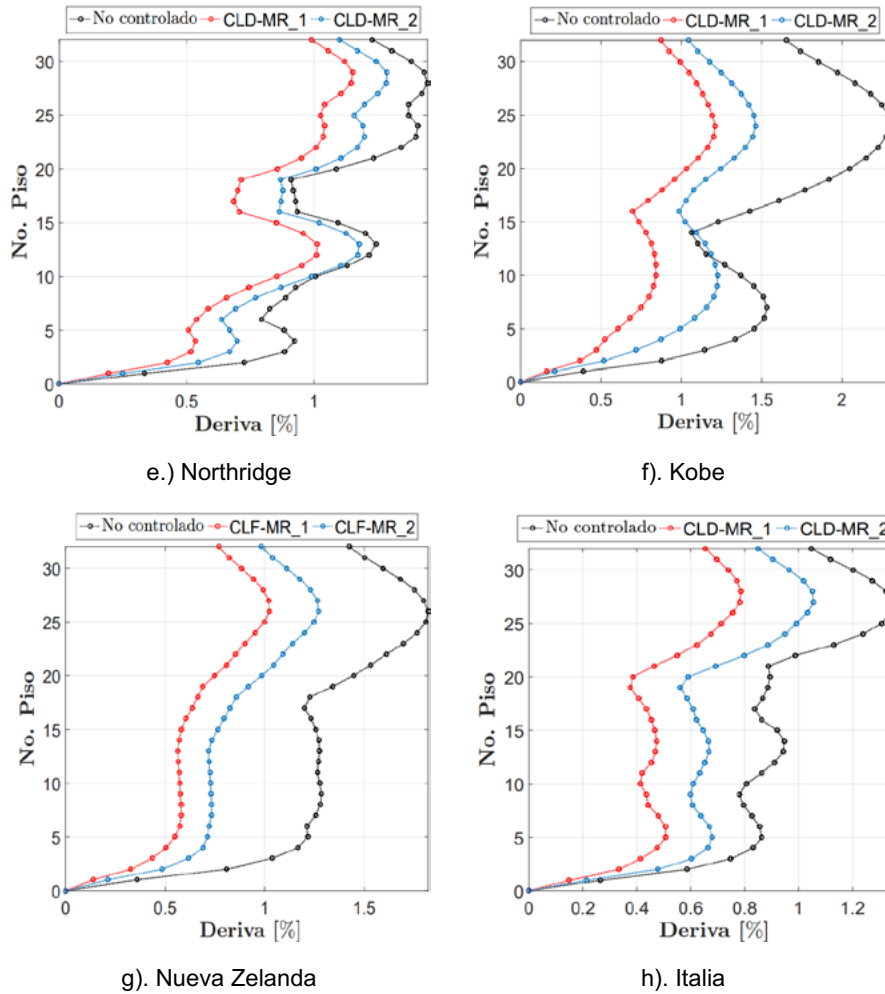 No controlado CLD-MR_1 CLD-MR_2
No controlado CLD-MR_1 CLD-MR_2
30
25
20
15
10
5
0
No. Piso
0 0.5 1
Deriva [%]
30
25
20
15
10
5
0
No. Piso
0 0.5 1 1.5 2
Deriva [%]
e.) Northridge
f). Kobe
No controlado CLF-MR_1 CLF-MR_2
No controlado CLD-MR_1 CLD-MR_2
30
25
20
15
10
5
0
No. Piso
0 0.5 1 1.5
Deriva [%]
30
25
20
15
10
5
0
No. Piso
0 0.2 0.4 0.6 0.8 1 1.2
Deriva [%]
g). Nueva Zelanda
h). Italia